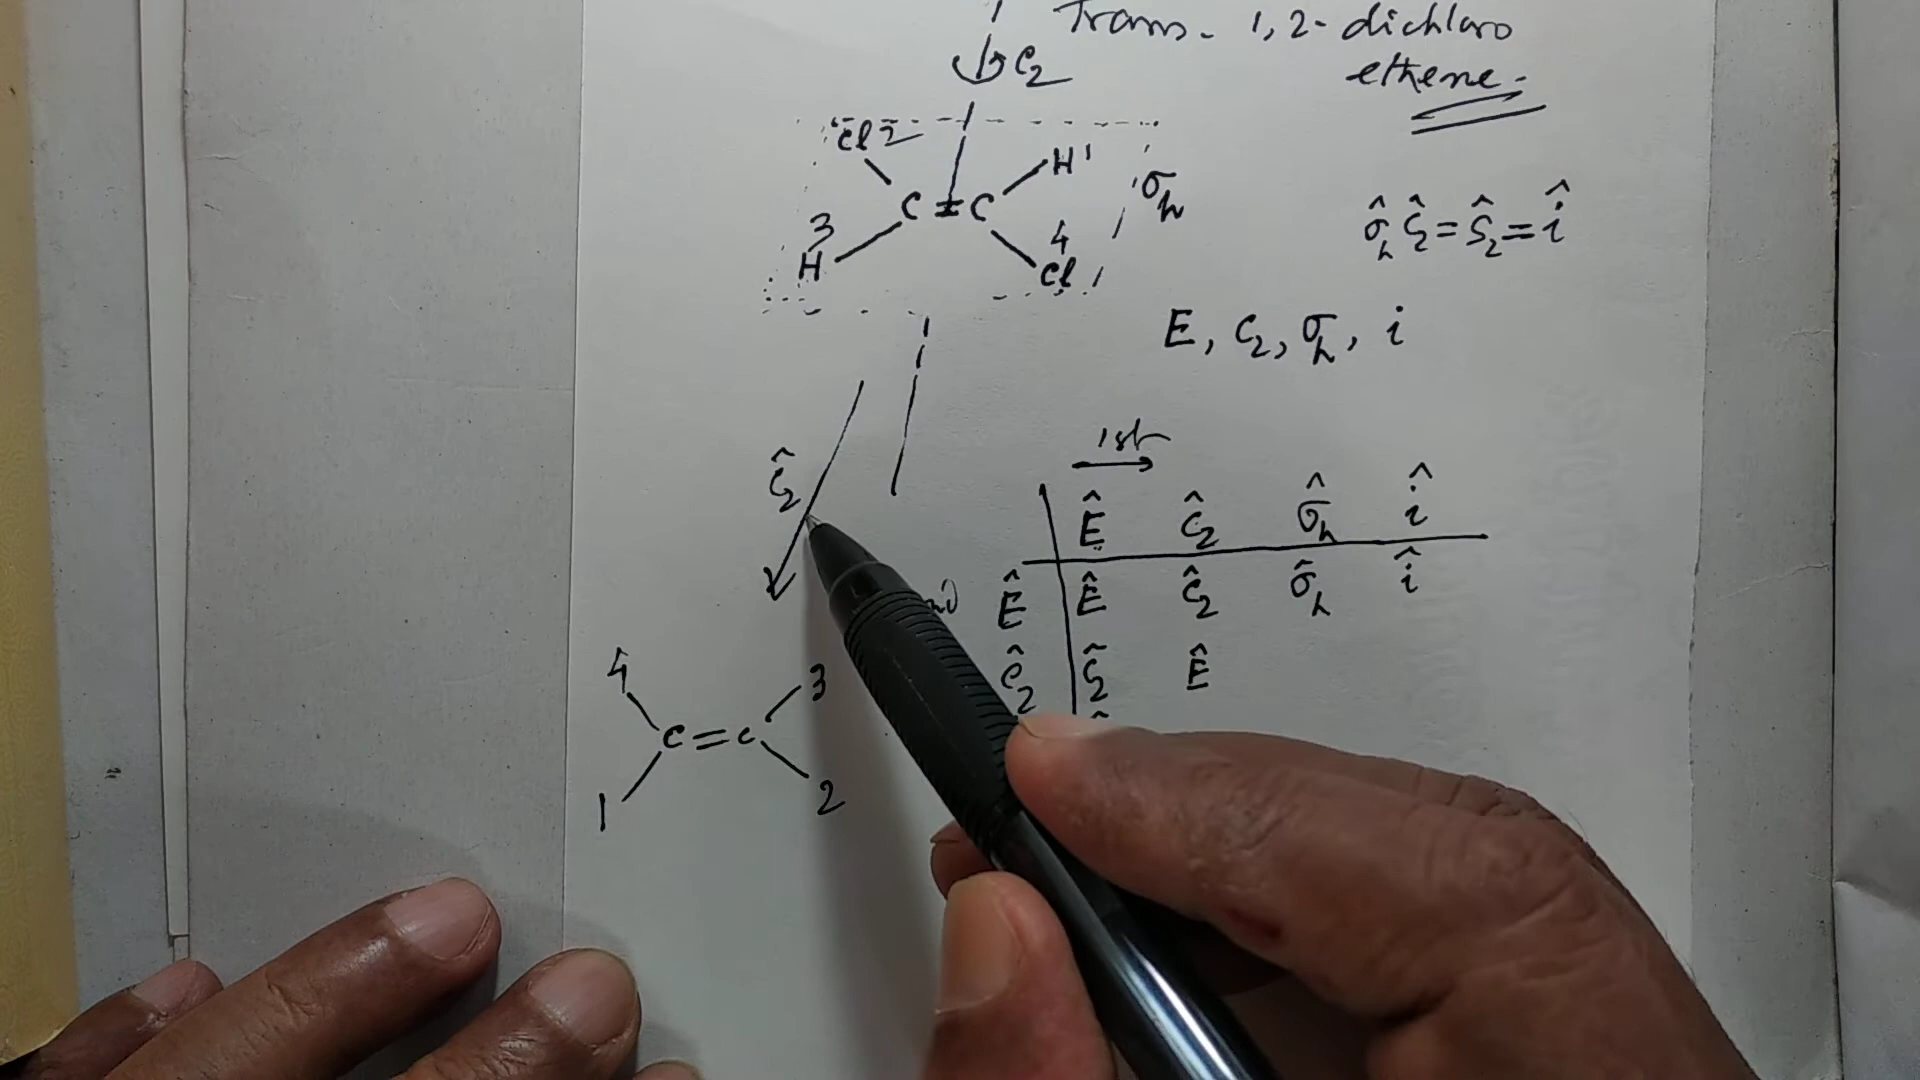 Trans- 1,2-dichloro
ethene.
C₂
Cl 2
H 1
σₕ
C = C
3
4
H
Cl
σ̂ₕ Ĉ₂ = Ŝ₂ = î
E, C₂, σₕ, i
1st
Ĉ₂
Ê Ĉ₂ σ̂ₕ î
Ê Ê Ĉ₂ σ̂ₕ î
Ĉ₂ Ĉ₂ Ê
4 3
C = C
1 2